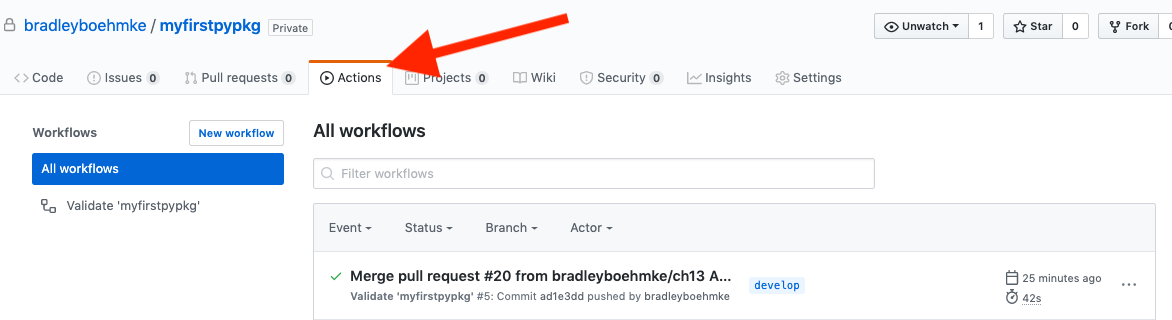 bradleyboehmke / myfirstpypkg Private Unwatch 1 Star 0 Fork
Code Issues 0 Pull requests 0 Actions Projects 0 Wiki Security 0 Insights Settings
Workflows New workflow
All workflows
Validate 'myfirstpypkg'
All workflows
Filter workflows
Event Status Branch Actor
Merge pull request #20 from bradleyboehmke/ch13 A... develop 25 minutes ago
Validate 'myfirstpypkg' #5: Commit ad1e3dd pushed by bradleyboehmke 42s